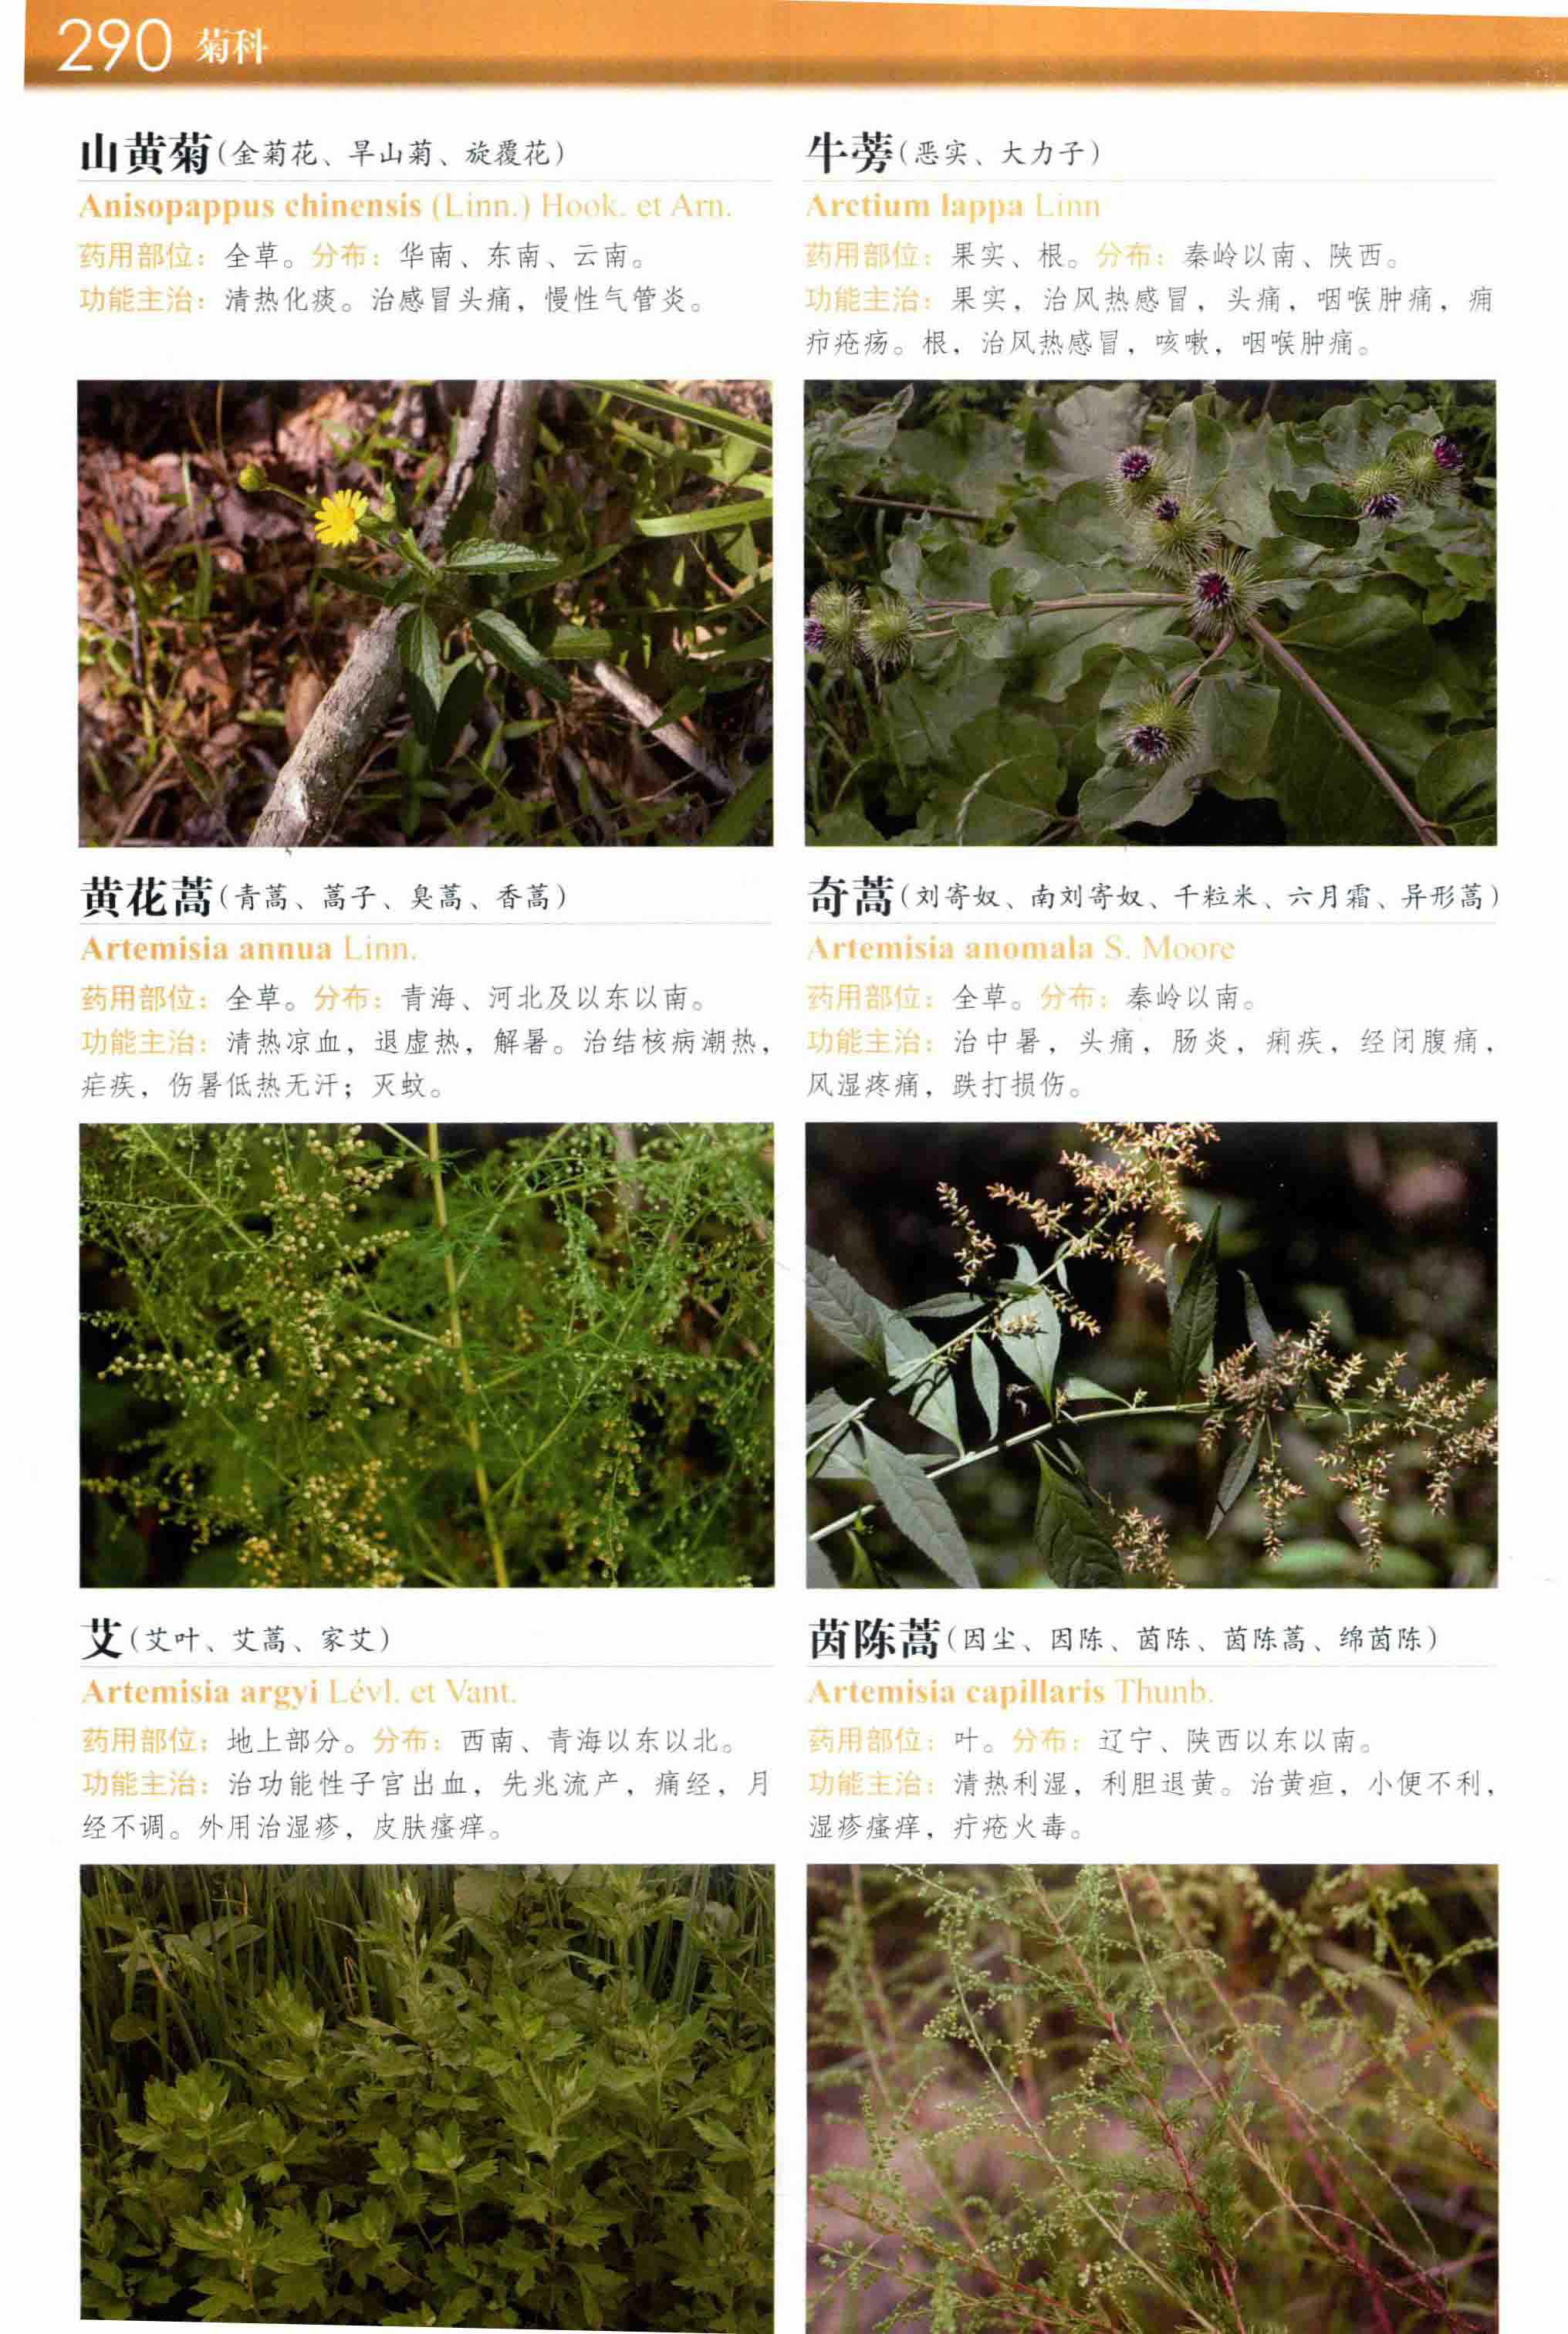 290 菊科
山黄菊(金菊花、旱山菊、旋覆花)
Anisopappus chinensis (Linn.) Hook. et Arn.
药用部位：全草。分布：华南、东南、云南。
功能主治：清热化痰。治感冒头痛，慢性气管炎。
牛蒡(恶实、大力子)
Arctium lappa Linn
药用部位：果实、根。分布：秦岭以南、陕西。
功能主治：果实，治风热感冒，头痛，咽喉肿痛，痈
疖疮疡。根，治风热感冒，咳嗽，咽喉肿痛。
黄花蒿(青蒿、蒿子、臭蒿、香蒿)
Artemisia annua Linn.
药用部位：全草。分布：青海、河北及以东以南。
功能主治：清热凉血，退虚热，解暑。治结核病潮热，
疟疾，伤暑低热无汗；灭蚊。
奇蒿(刘寄奴、南刘寄奴、千粒米、六月霜、异形蒿)
Artemisia anomala S. Moore
药用部位：全草。分布：秦岭以南。
功能主治：治中暑，头痛，肠炎，痢疾，经闭腹痛，
风湿疼痛，跌打损伤。
艾(艾叶、艾蒿、家艾)
Artemisia argyi Lévl. et Vant.
药用部位：地上部分。分布：西南、青海以东以北。
功能主治：治功能性子宫出血，先兆流产，痛经，月
经不调。外用治湿疹，皮肤瘙痒。
茵陈蒿(因尘、因陈、茵陈、茵陈蒿、绵茵陈)
Artemisia capillaris Thunb.
药用部位：叶。分布：辽宁、陕西以东以南。
功能主治：清热利湿，利胆退黄。治黄疸，小便不利，
湿疹瘙痒，疔疮火毒。